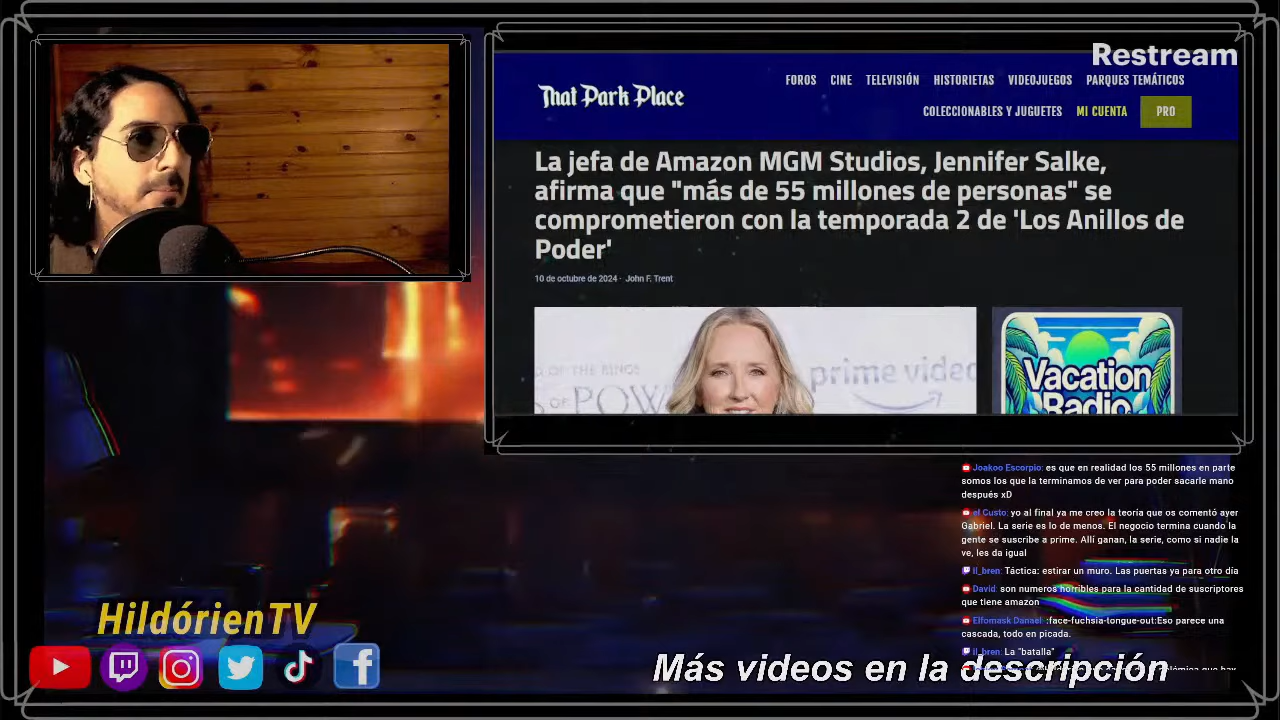 Restream
That Park Place
FOROS CINE TELEVISIÓN HISTORIETAS VIDEOJUEGOS PARQUES TEMÁTICOS
COLECCIONABLES Y JUGUETES MI CUENTA PRO
La jefa de Amazon MGM Studios, Jennifer Salke,
afirma que "más de 55 millones de personas" se
comprometieron con la temporada 2 de 'Los Anillos de
Poder'
10 de octubre de 2024 · John F. Trent
OF THE RINGS
OF POW
prime video
Vacation
Radio
Joakoo Escorpio: es que en realidad los 55 millones en parte
somos los que la terminamos de ver para poder sacarle mano
después xD
el Custo: yo al final ya me creo la teoría que os comentó ayer
Gabriel. La serie es lo de menos. El negocio termina cuando la
gente se suscribe a prime. Allí ganan, la serie, como si nadie la
ve, les da igual
il_bren: Táctica: estirar un muro. Las puertas ya para otro día
David: son numeros horribles para la cantidad de suscriptores
que tiene amazon
Elfomask Danael: :face-fuchsia-tongue-out:Eso parece una
cascada, todo en picada.
il_bren: La "batalla"
HildórienTV
Más videos en la descripción